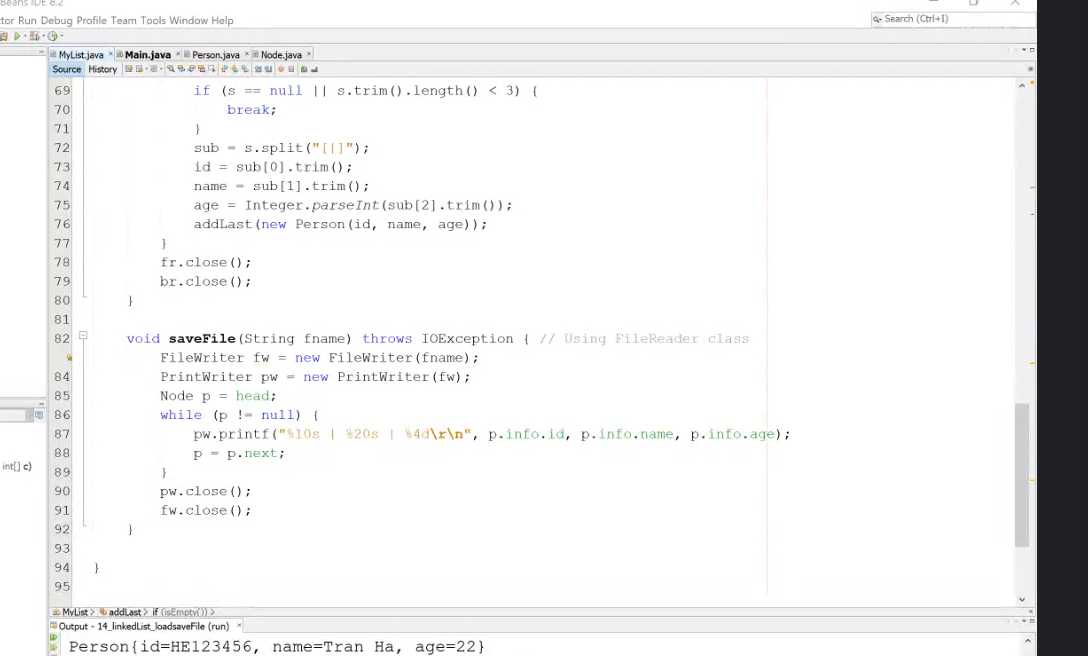 Beans IDE 8.2
tor Run Debug Profile Team Tools Window Help
Search (Ctrl+I)
MyList.java Main.java Person.java Node.java
Source History
69 if (s == null || s.trim().length() < 3) {
70 break;
71 }
72 sub = s.split("[|]");
73 id = sub[0].trim();
74 name = sub[1].trim();
75 age = Integer.parseInt(sub[2].trim());
76 addLast(new Person(id, name, age));
77 }
78 fr.close();
79 br.close();
80 }
81
82 void saveFile(String fname) throws IOException { // Using FileReader class
FileWriter fw = new FileWriter(fname);
84 PrintWriter pw = new PrintWriter(fw);
85 Node p = head;
86 while (p != null) {
87 pw.printf("%10s | %20s | %4d\r\n", p.info.id, p.info.name, p.info.age);
88 p = p.next;
89 }
90 pw.close();
91 fw.close();
92 }
93
94 }
95
int[] c)
MyList addLast if (isEmpty())
Output - 14_linkedList_loadsaveFile (run)
Person{id=HE123456, name=Tran Ha, age=22}